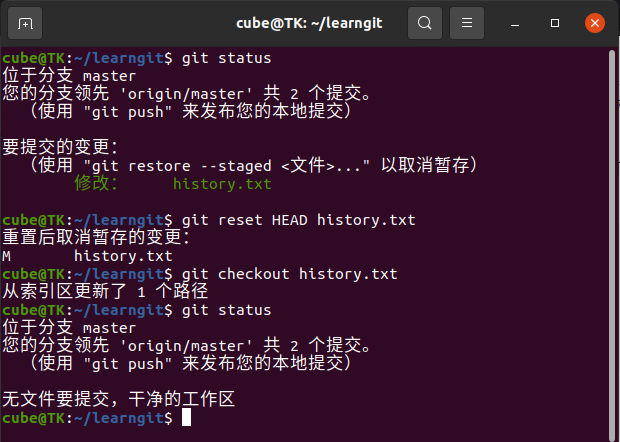 cube@TK: ~/learngit
cube@TK:~/learngit$ git status
位于分支 master
您的分支领先 'origin/master' 共 2 个提交。
（使用 "git push" 来发布您的本地提交）
要提交的变更：
（使用 "git restore --staged <文件>..." 以取消暂存）
修改：     history.txt
cube@TK:~/learngit$ git reset HEAD history.txt
重置后取消暂存的变更：
M       history.txt
cube@TK:~/learngit$ git checkout history.txt
从索引区更新了 1 个路径
cube@TK:~/learngit$ git status
位于分支 master
您的分支领先 'origin/master' 共 2 个提交。
（使用 "git push" 来发布您的本地提交）
无文件要提交，干净的工作区
cube@TK:~/learngit$